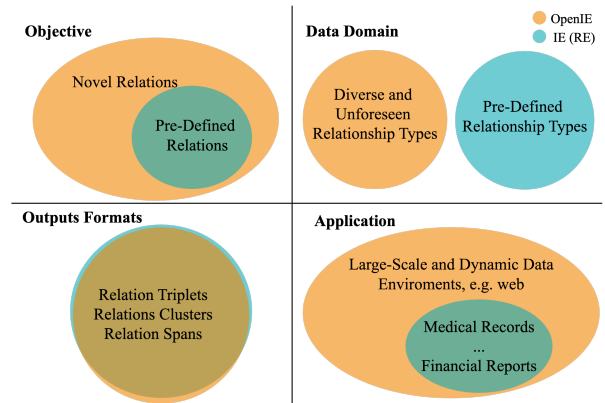 OpenIE
IE (RE)
Objective
Novel Relations
Pre-Defined
Relations
Data Domain
Diverse and
Unforeseen
Relationship Types
Pre-Defined
Relationship Types
Outputs Formats
Relation Triplets
Relations Clusters
Relation Spans
Application
Large-Scale and Dynamic Data
Enviroments, e.g. web
Medical Records
...
Financial Reports